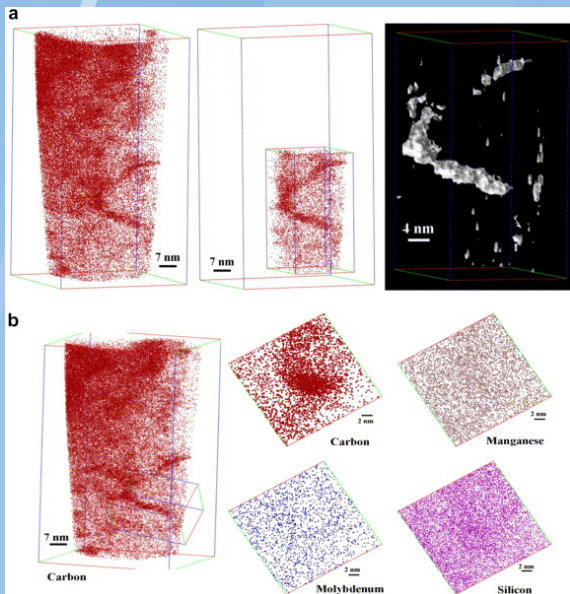 a
7 nm
7 nm
4 nm
b
7 nm
Carbon
2 nm
Carbon
2 nm
Manganese
2 nm
Molybdenum
2 nm
Silicon